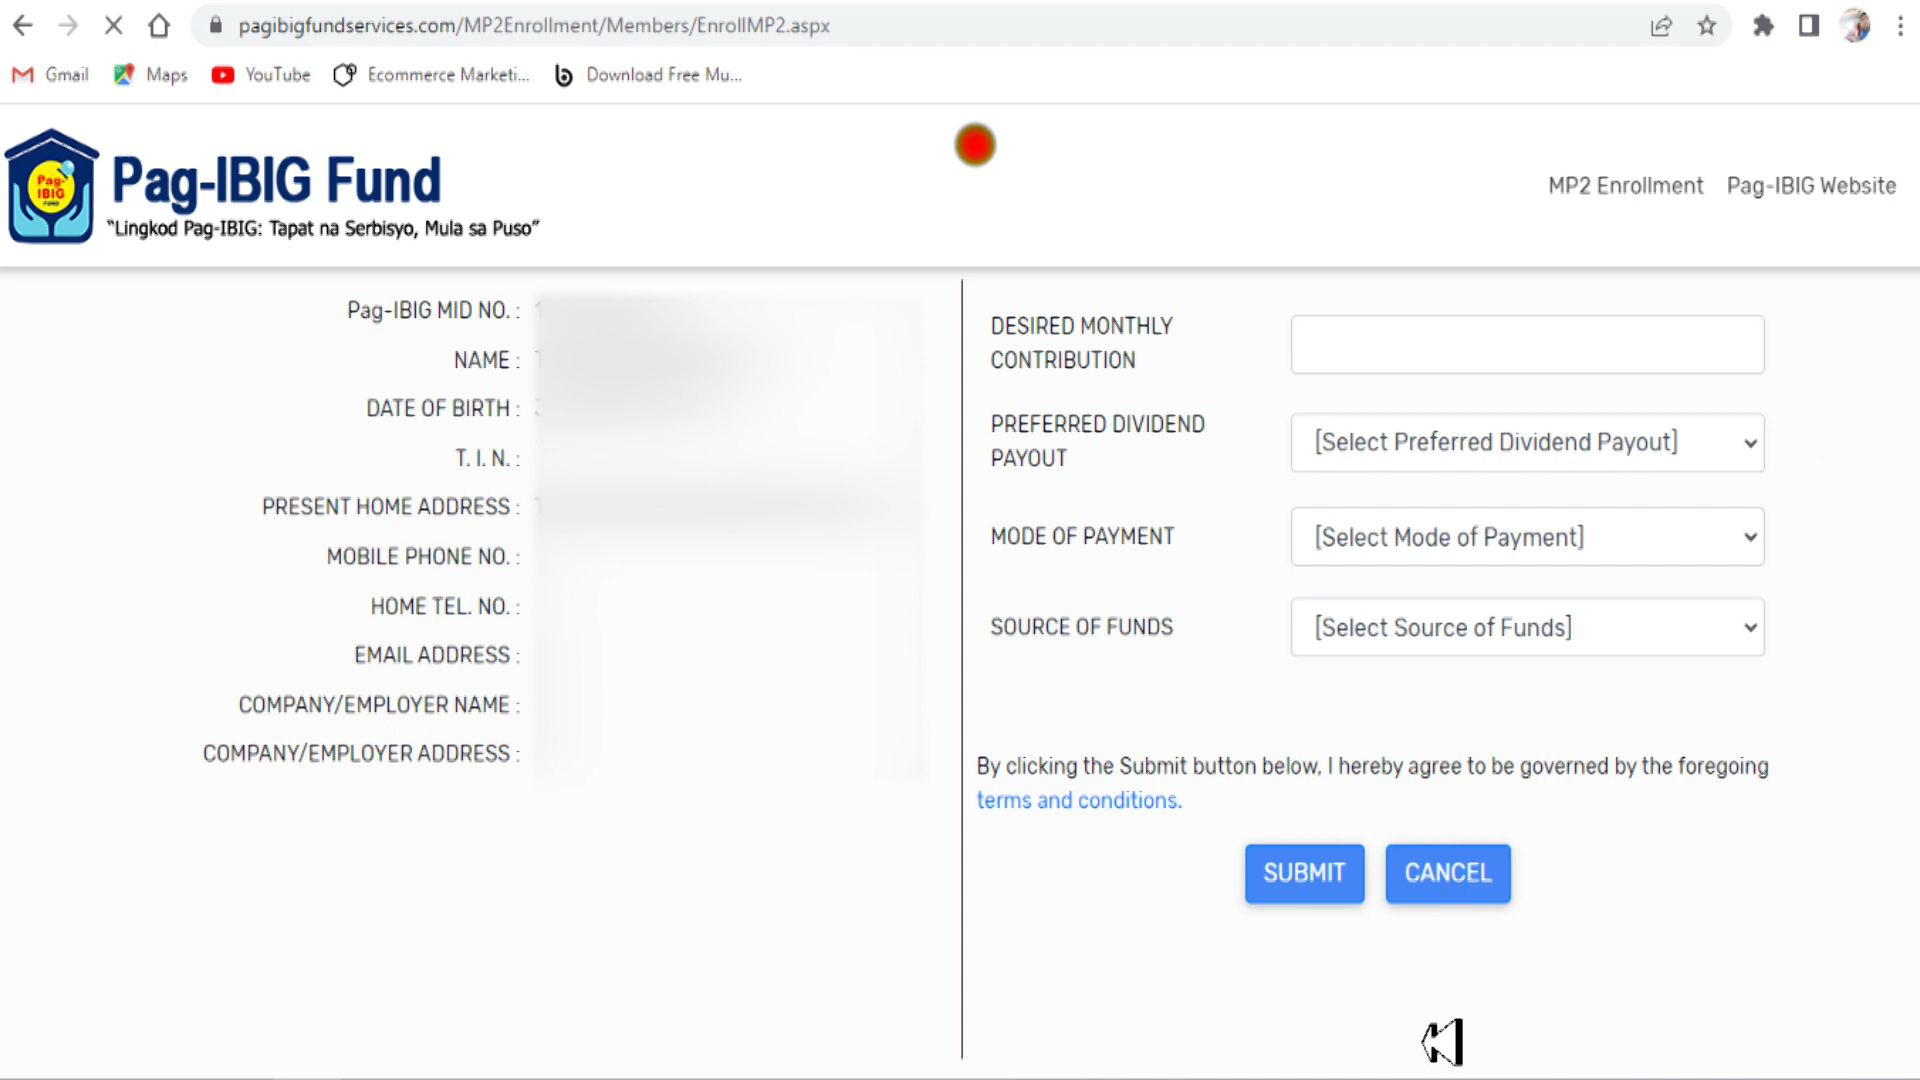 pagibigfundservices.com/MP2Enrollment/Members/EnrollMP2.aspx
Gmail Maps YouTube Ecommerce Marketi... Download Free Mu...
Pag-IBIG FUND
Pag-IBIG Fund
"Lingkod Pag-IBIG: Tapat na Serbisyo, Mula sa Puso"
MP2 Enrollment Pag-IBIG Website
Pag-IBIG MID NO. :
NAME :
DATE OF BIRTH :
T. I. N. :
PRESENT HOME ADDRESS :
MOBILE PHONE NO. :
HOME TEL. NO. :
EMAIL ADDRESS :
COMPANY/EMPLOYER NAME :
COMPANY/EMPLOYER ADDRESS :
DESIRED MONTHLY
CONTRIBUTION
PREFERRED DIVIDEND
PAYOUT
[Select Preferred Dividend Payout]
MODE OF PAYMENT
[Select Mode of Payment]
SOURCE OF FUNDS
[Select Source of Funds]
By clicking the Submit button below, I hereby agree to be governed by the foregoing
terms and conditions.
SUBMIT CANCEL